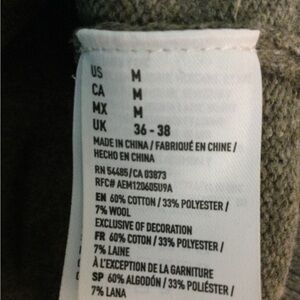 US M
CA M
MX M
UK 36 - 38
MADE IN CHINA / FABRIQUÉ EN CHINE /
HECHO EN CHINA
RN 54485/CA 03873
RFC# AEM120605U9A
EN 60% COTTON / 33% POLYESTER /
7% WOOL
EXCLUSIVE OF DECORATION
FR 60% COTON / 33% POLYESTER /
7% LAINE
À L'EXCEPTION DE LA GARNITURE
SP 60% ALGODÓN / 33% POLIÉSTER /
7% LANA